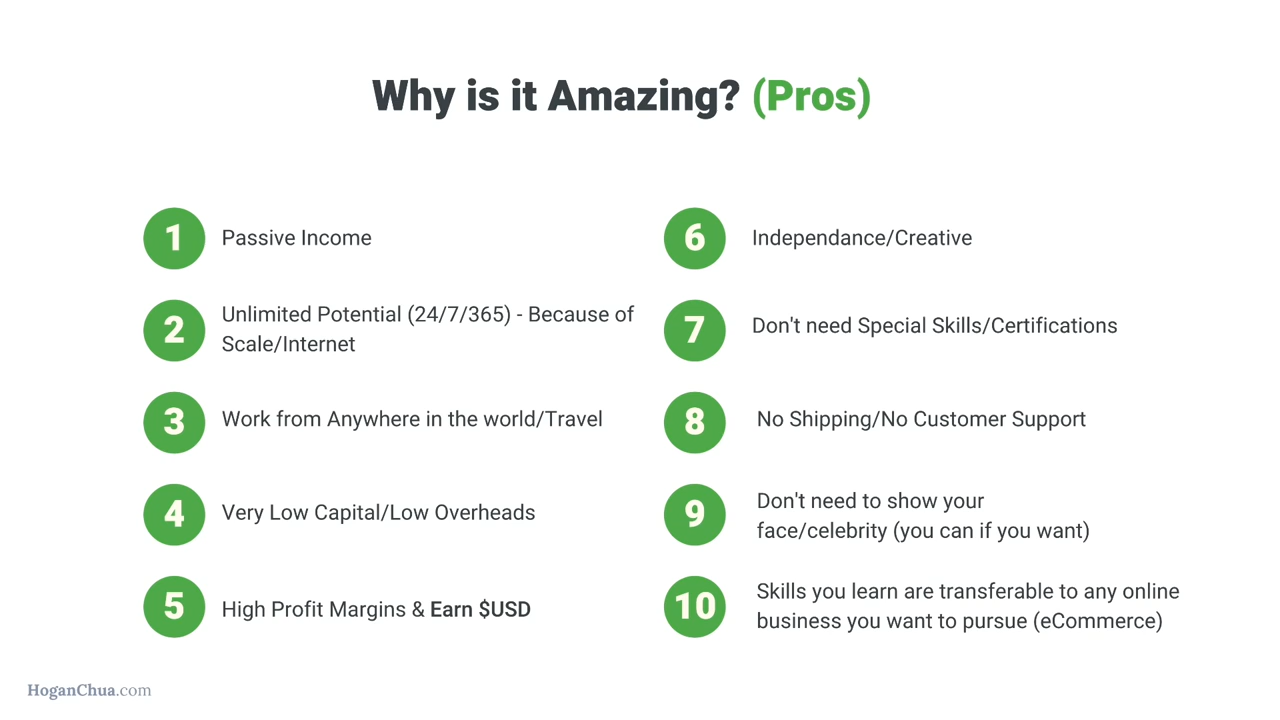 Why is it Amazing? (Pros)
1
Passive Income
2
Unlimited Potential (24/7/365) - Because of
Scale/Internet
3
Work from Anywhere in the world/Travel
4
Very Low Capital/Low Overheads
5
High Profit Margins & Earn $USD
6
Independance/Creative
7
Don't need Special Skills/Certifications
8
No Shipping/No Customer Support
9
Don't need to show your
face/celebrity (you can if you want)
10
Skills you learn are transferable to any online
business you want to pursue (eCommerce)
HoganChua.com